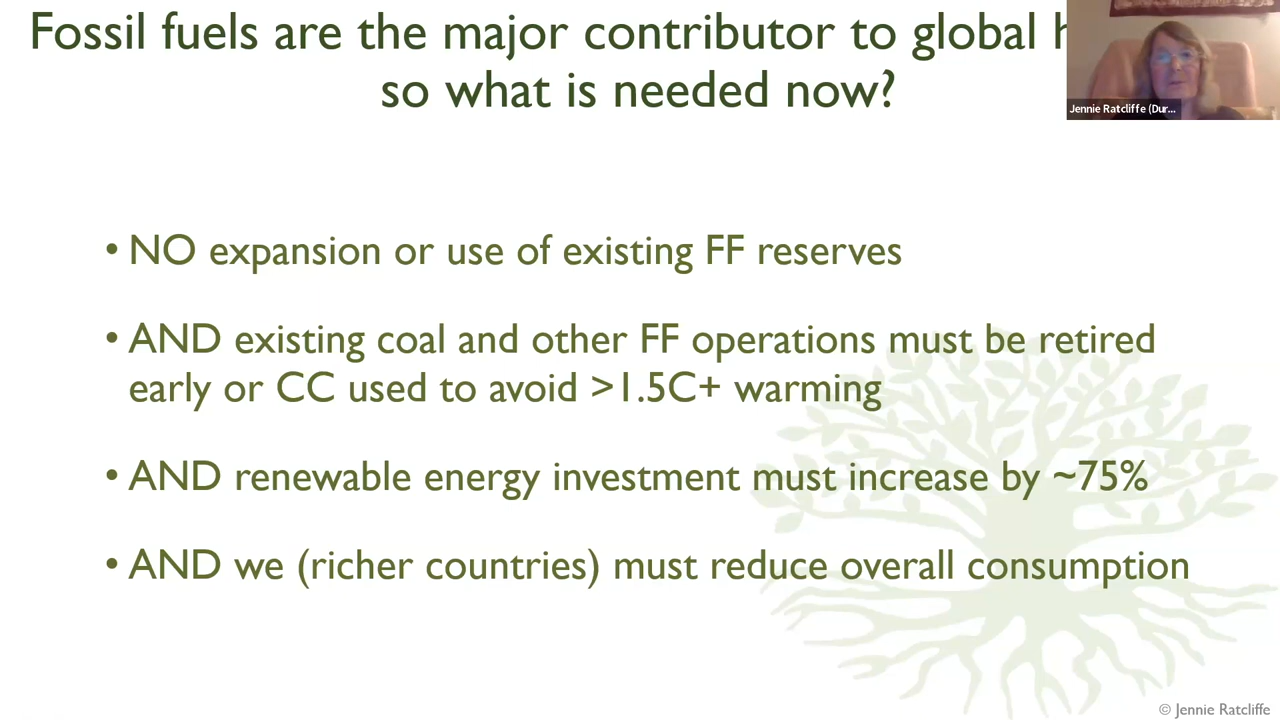 Fossil fuels are the major contributor to global
so what is needed now?
Jennie Ratcliffe (Dur...
• NO expansion or use of existing FF reserves
• AND existing coal and other FF operations must be retired
early or CC used to avoid >1.5C+ warming
• AND renewable energy investment must increase by ~75%
• AND we (richer countries) must reduce overall consumption
© Jennie Ratcliffe